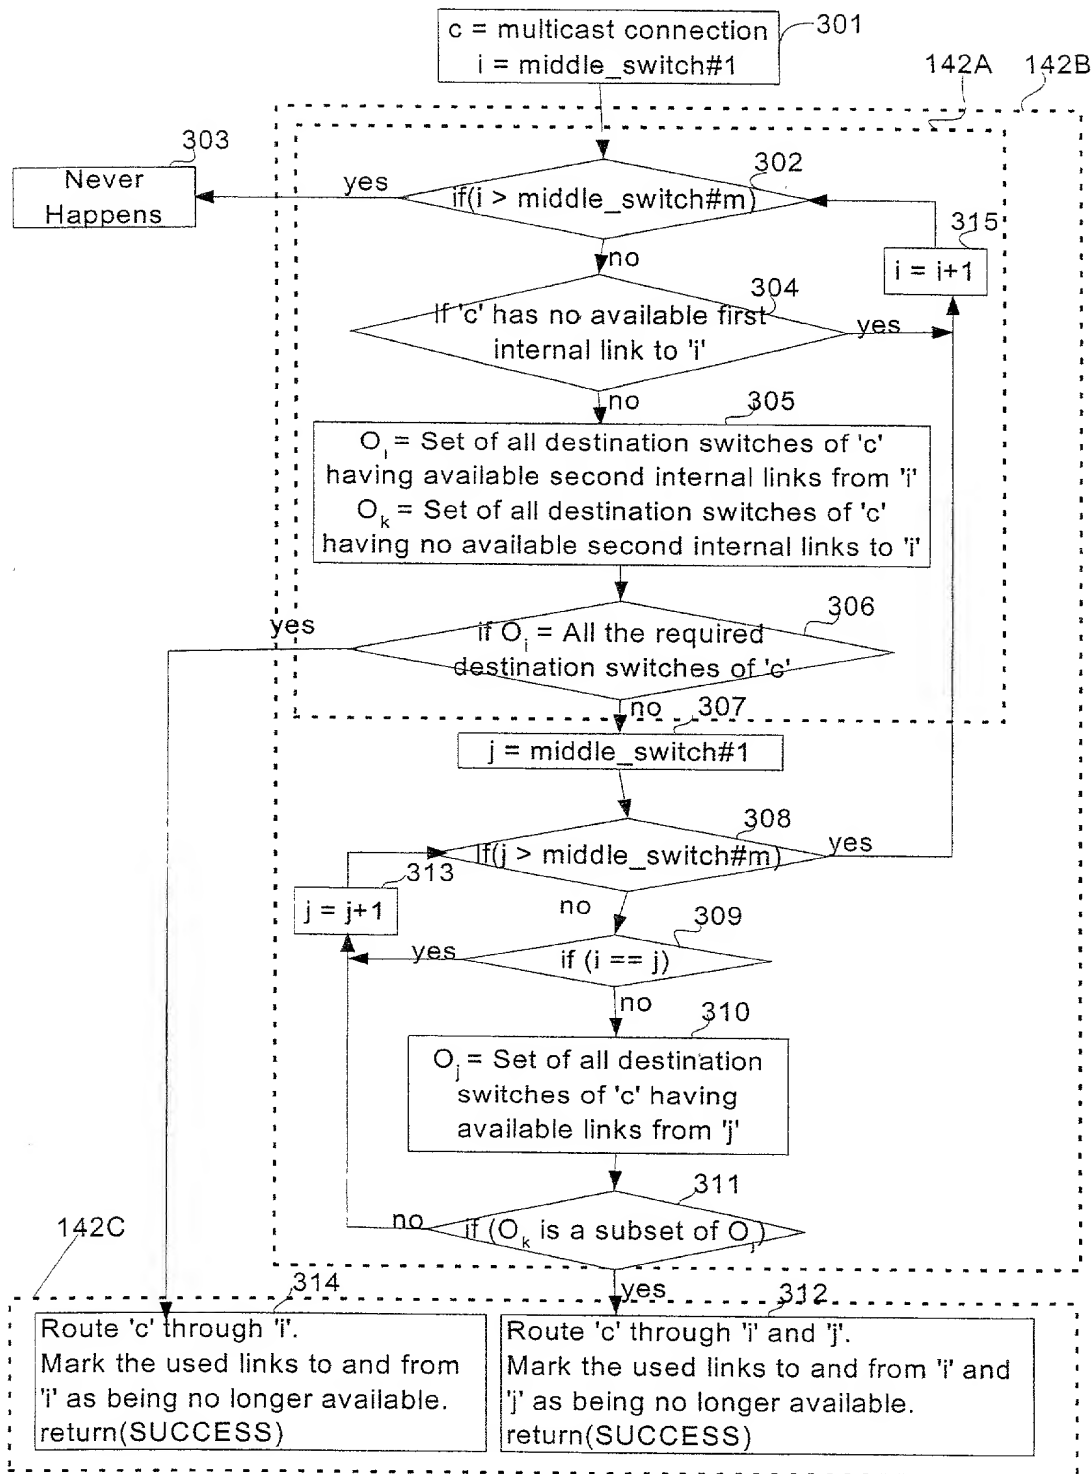 c = multicast connection
i = middle_switch#1
301
142A
142B
303
Never
Happens
yes
302
if(i > middle_switch#m)
no
315
i = i+1
304
If 'c' has no available first
internal link to 'i'
yes
no
305
Oi = Set of all destination switches of 'c'
having available second internal links from 'i'
Ok = Set of all destination switches of 'c'
having no available second internal links to 'i'
306
yes
if Oi = All the required
destination switches of 'c'
no
307
j = middle_switch#1
308
If(j > middle_switch#m)
yes
313
j = j+1
no
309
yes
if (i == j)
no
310
Oj = Set of all destination
switches of 'c' having
available links from 'j'
311
no
if (Ok is a subset of Oj)
yes
142C
314
Route 'c' through 'i'.
Mark the used links to and from
'i' as being no longer available.
return(SUCCESS)
312
Route 'c' through 'i' and 'j'.
Mark the used links to and from 'i' and
'j' as being no longer available.
return(SUCCESS)